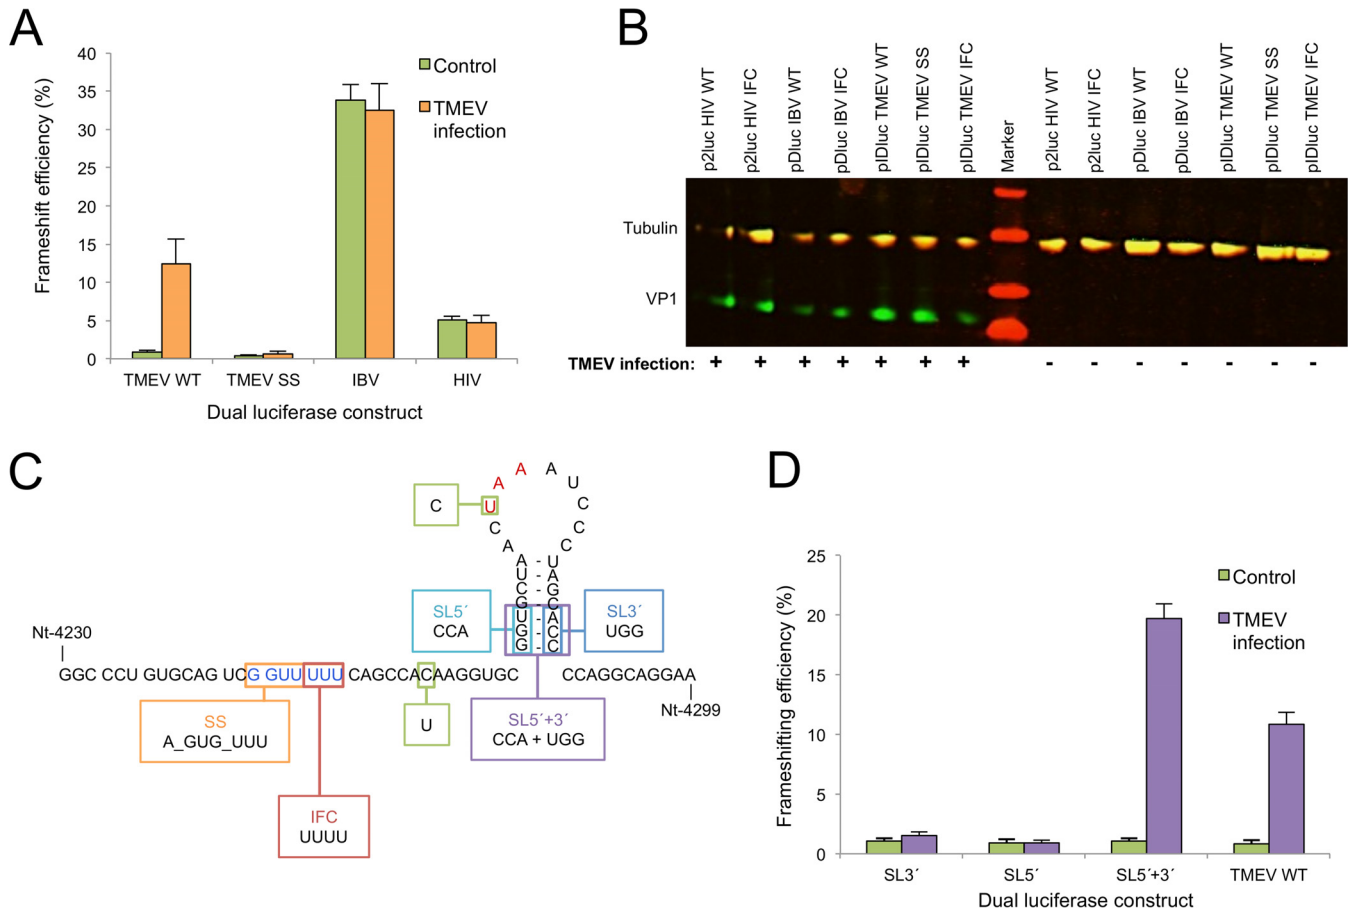 A
40
35
30
25
20
15
10
5
0
Frameshift efficiency (%)
Control
TMEV
infection
TMEV WT
TMEV SS
IBV
HIV
Dual luciferase construct
B
p2luc HIV WT
p2luc HIV IFC
pDluc IBV WT
pDluc IBV IFC
pIDluc TMEV WT
pIDluc TMEV SS
pIDluc TMEV IFC
Marker
p2luc HIV WT
p2luc HIV IFC
pDluc IBV WT
pDluc IBV IFC
pIDluc TMEV WT
pIDluc TMEV SS
pIDluc TMEV IFC
Tubulin
VP1
TMEV infection: + + + + + + + - - - - - - -
C
A A A
U U
C C
C C
A C
A - U
U - A
C - G
G - C
U - A
G - C
G - C
C
SL5´
CCA
SL3´
UGG
Nt-4230
GGC CCU GUGCAG UCG GUU UUU CAGCCACAAGGUGC CCAGGCAGGAA
Nt-4299
SS
A_GUG_UUU
U
SL5´+3´
CCA + UGG
IFC
UUUU
D
25
20
15
10
5
0
Frameshifting efficiency (%)
Control
TMEV
infection
SL3´
SL5´
SL5´+3´
TMEV WT
Dual luciferase construct